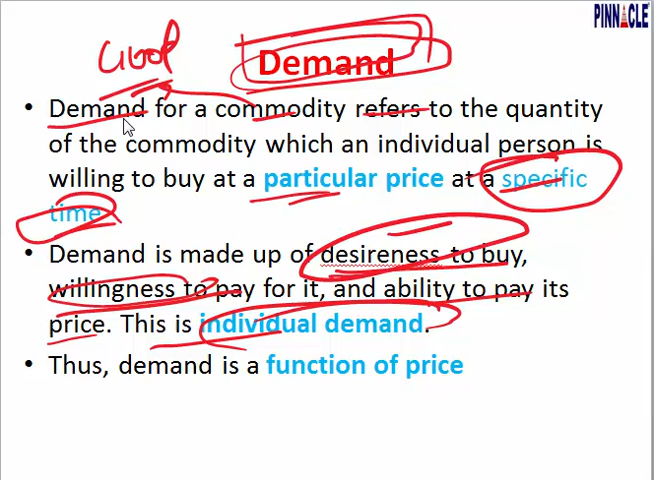 PINNACLE
Good
Demand
• Demand for a commodity refers to the quantity
of the commodity which an individual person is
willing to buy at a particular price at a specific
time
Demand is made up of desireness to buy,
willingness to pay for it, and ability to pay its
price. This is individual demand.
• Thus, demand is a function of price